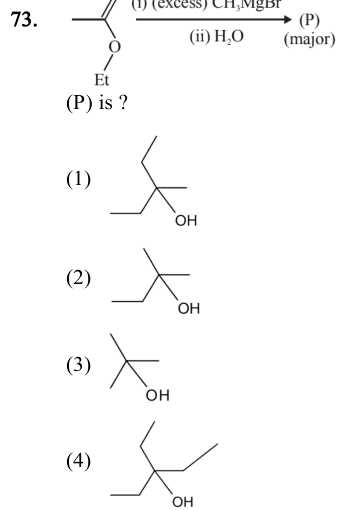 73.
(i) (excess) CH₃MgBr
(ii) H₂O
(P)
(major)
O
Et
(P) is ?
(1)
OH
(2)
OH
(3)
OH
(4)
OH